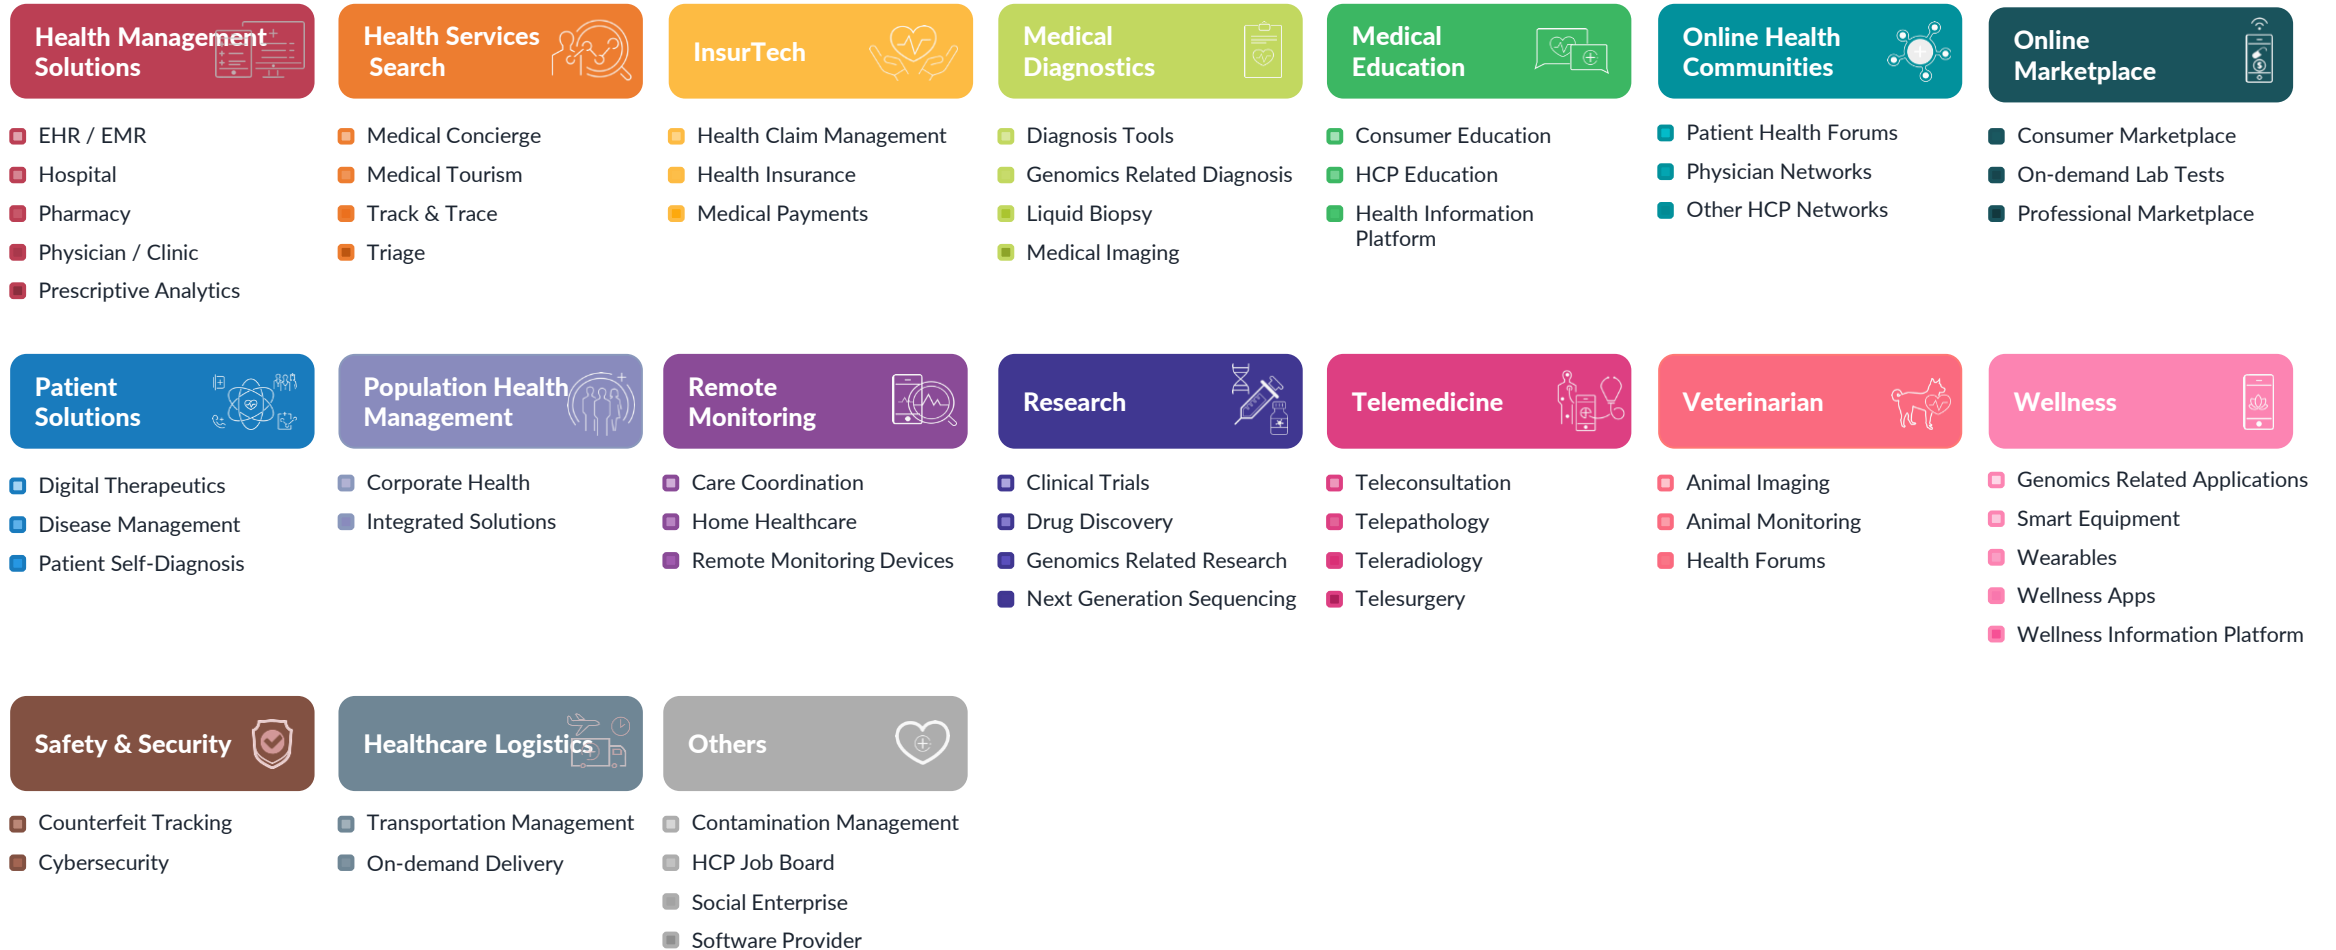 Health Management
Solutions
EHR / EMR
Hospital
Pharmacy
Physician / Clinic
Prescriptive Analytics
Health Services
Search
Medical Concierge
Medical Tourism
Track & Trace
Triage
InsurTech
Health Claim Management
Health Insurance
Medical Payments
Medical
Diagnostics
Diagnosis Tools
Genomics Related Diagnosis
Liquid Biopsy
Medical Imaging
Medical
Education
Consumer Education
HCP Education
Health Information
Platform
Online Health
Communities
Patient Health Forums
Physician Networks
Other HCP Networks
Online
Marketplace
Consumer Marketplace
On-demand Lab Tests
Professional Marketplace
Patient
Solutions
Digital Therapeutics
Disease Management
Patient Self-Diagnosis
Population Health
Management
Corporate Health
Integrated Solutions
Remote
Monitoring
Care Coordination
Home Healthcare
Remote Monitoring Devices
Research
Clinical Trials
Drug Discovery
Genomics Related Research
Next Generation Sequencing
Telemedicine
Teleconsultation
Telepathology
Teleradiology
Telesurgery
Veterinarian
Animal Imaging
Animal Monitoring
Health Forums
Wellness
Genomics Related Applications
Smart Equipment
Wearables
Wellness Apps
Wellness Information Platform
Safety & Security
Counterfeit Tracking
Cybersecurity
Healthcare Logistics
Transportation Management
On-demand Delivery
Others
Contamination Management
HCP Job Board
Social Enterprise
Software Provider